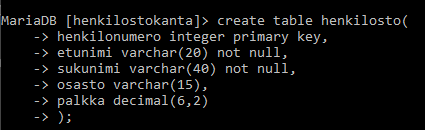 MariaDB [henkilostokanta]> create table henkilosto(
-> henkilonumero integer primary key,
-> etunimi varchar(20) not null,
-> sukunimi varchar(40) not null,
-> osasto varchar(15),
-> palkka decimal(6,2)
-> );